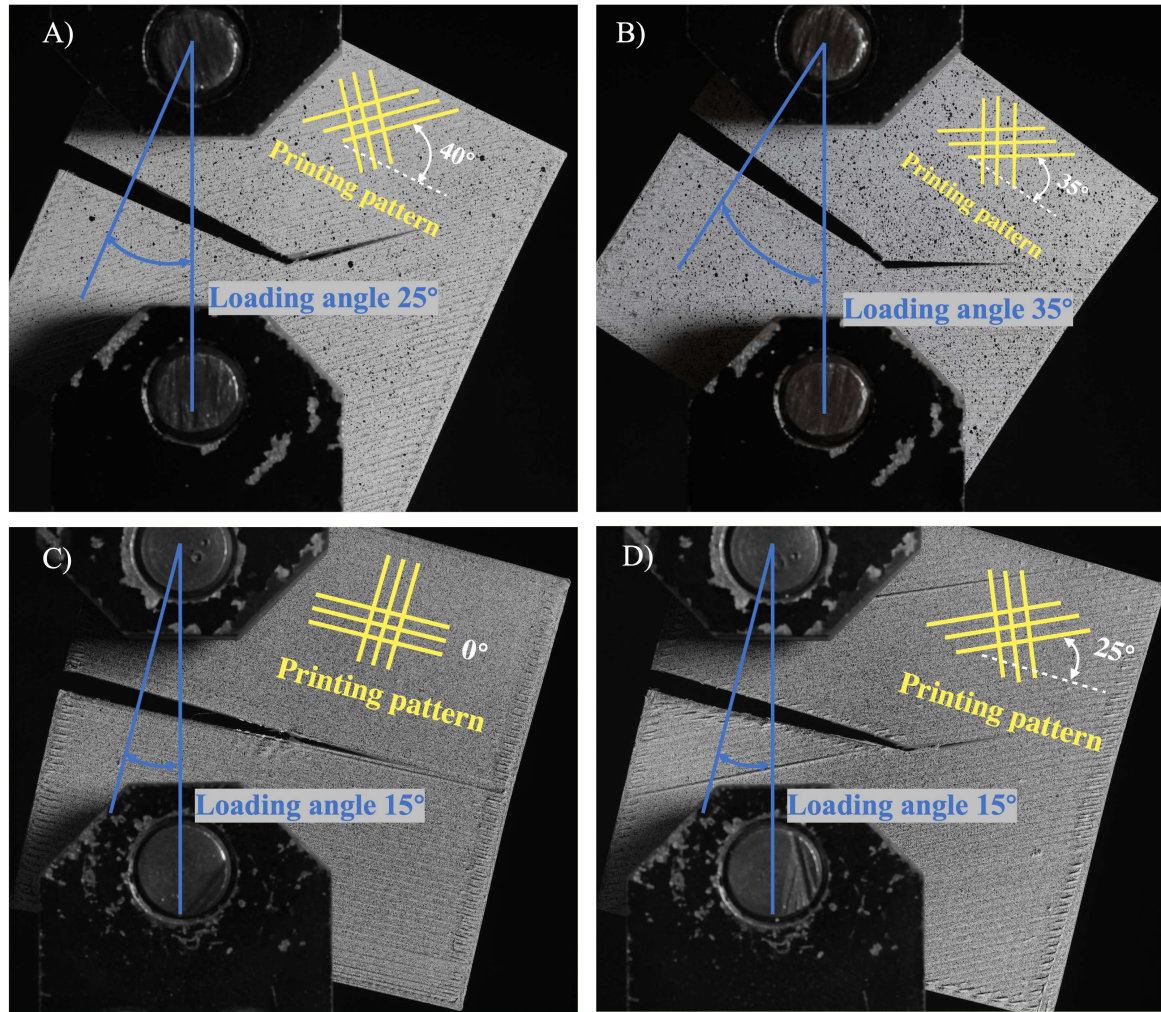 A)
40°
Printing pattern
Loading angle 25°
B)
35°
Printing pattern
Loading angle 35°
C)
0°
Printing pattern
Loading angle 15°
D)
25°
Printing pattern
Loading angle 15°